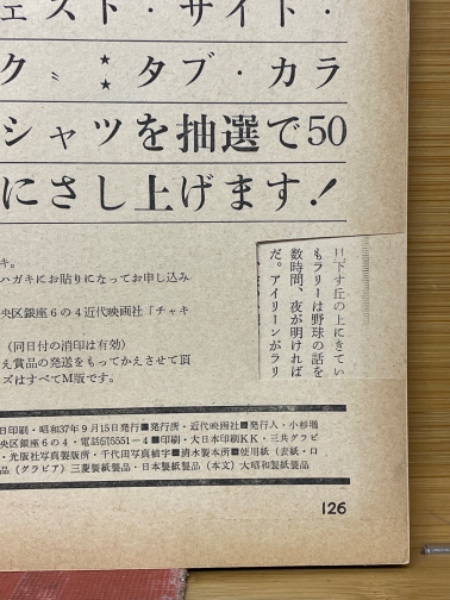 ェスト・サイド・
ク〟★★タブ・カラ
シャツを抽選で50
にさし上げます！
キ。
ハガキにお貼りになってお申し込み
央区銀座6の4近代映画社「チャキ
（同日付の消印は有効）
え賞品の発送をもってかえさせて頂
ズはすべてM版です。
下す丘の上にきてい
もラリーは野球の話を
数時間、夜が明ければ
だ。アイリーンがラリ
日印刷・昭和37年9月15日発行■発行所・近代映画社■発行人・小杉
央区銀座6の4・電話(571)5551－4■印刷・大日本印刷KK・三共グラビ
・光版社写真製版所・千代田写真植字■清水製本所■使用紙（表紙・ロ
品（グラビア）三菱製紙製品・日本製紙製品（本文）大昭和製紙製品
126